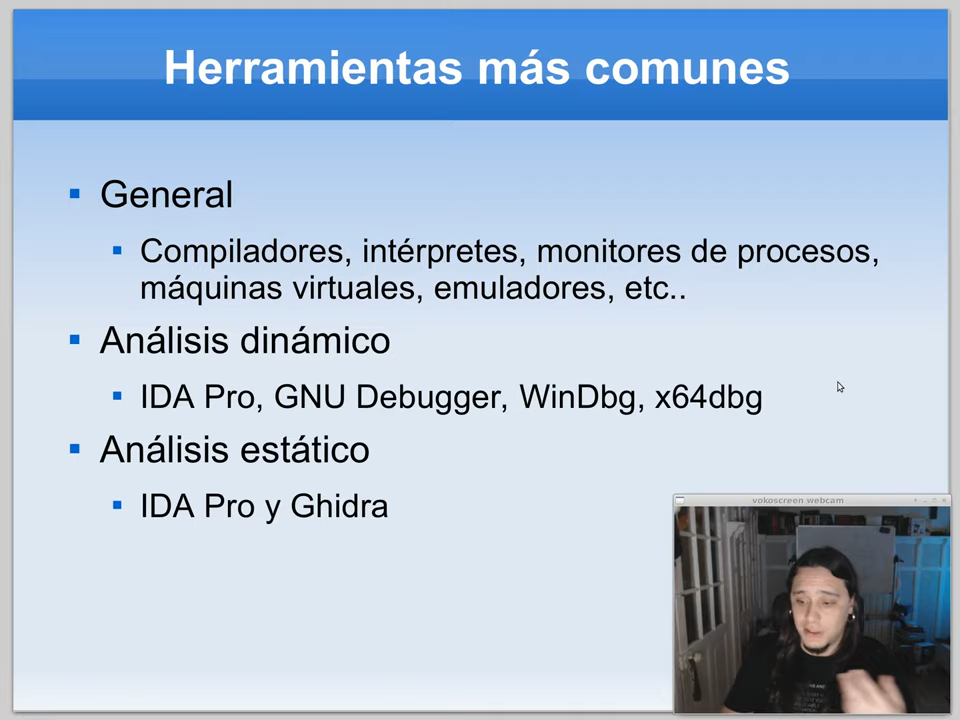 Herramientas más comunes
General
Compiladores, intérpretes, monitores de procesos,
máquinas virtuales, emuladores, etc..
Análisis dinámico
IDA Pro, GNU Debugger, WinDbg, x64dbg
Análisis estático
IDA Pro y Ghidra
vokoscreen webcam